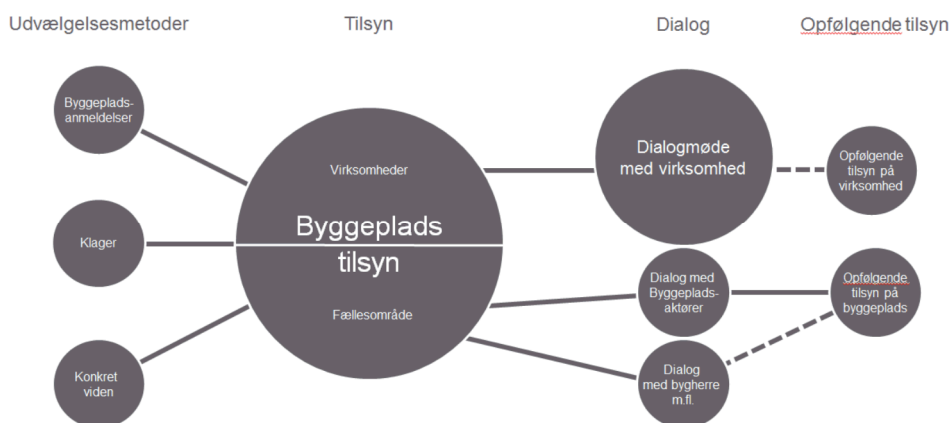 Udvælgelsesmetoder
Tilsyn
Dialog
Opfølgende tilsyn
Byggeplads-
anmeldelser
Klager
Konkret
viden
Virksomheder
Byggeplads
tilsyn
Fællesområde
Dialogmøde
med virksomhed
Dialog med
Byggeplads-
aktører
Dialog
med bygherre
m.fl.
Opfølgende
tilsyn på
virksomhed
Opfølgende
tilsyn på
byggeplads